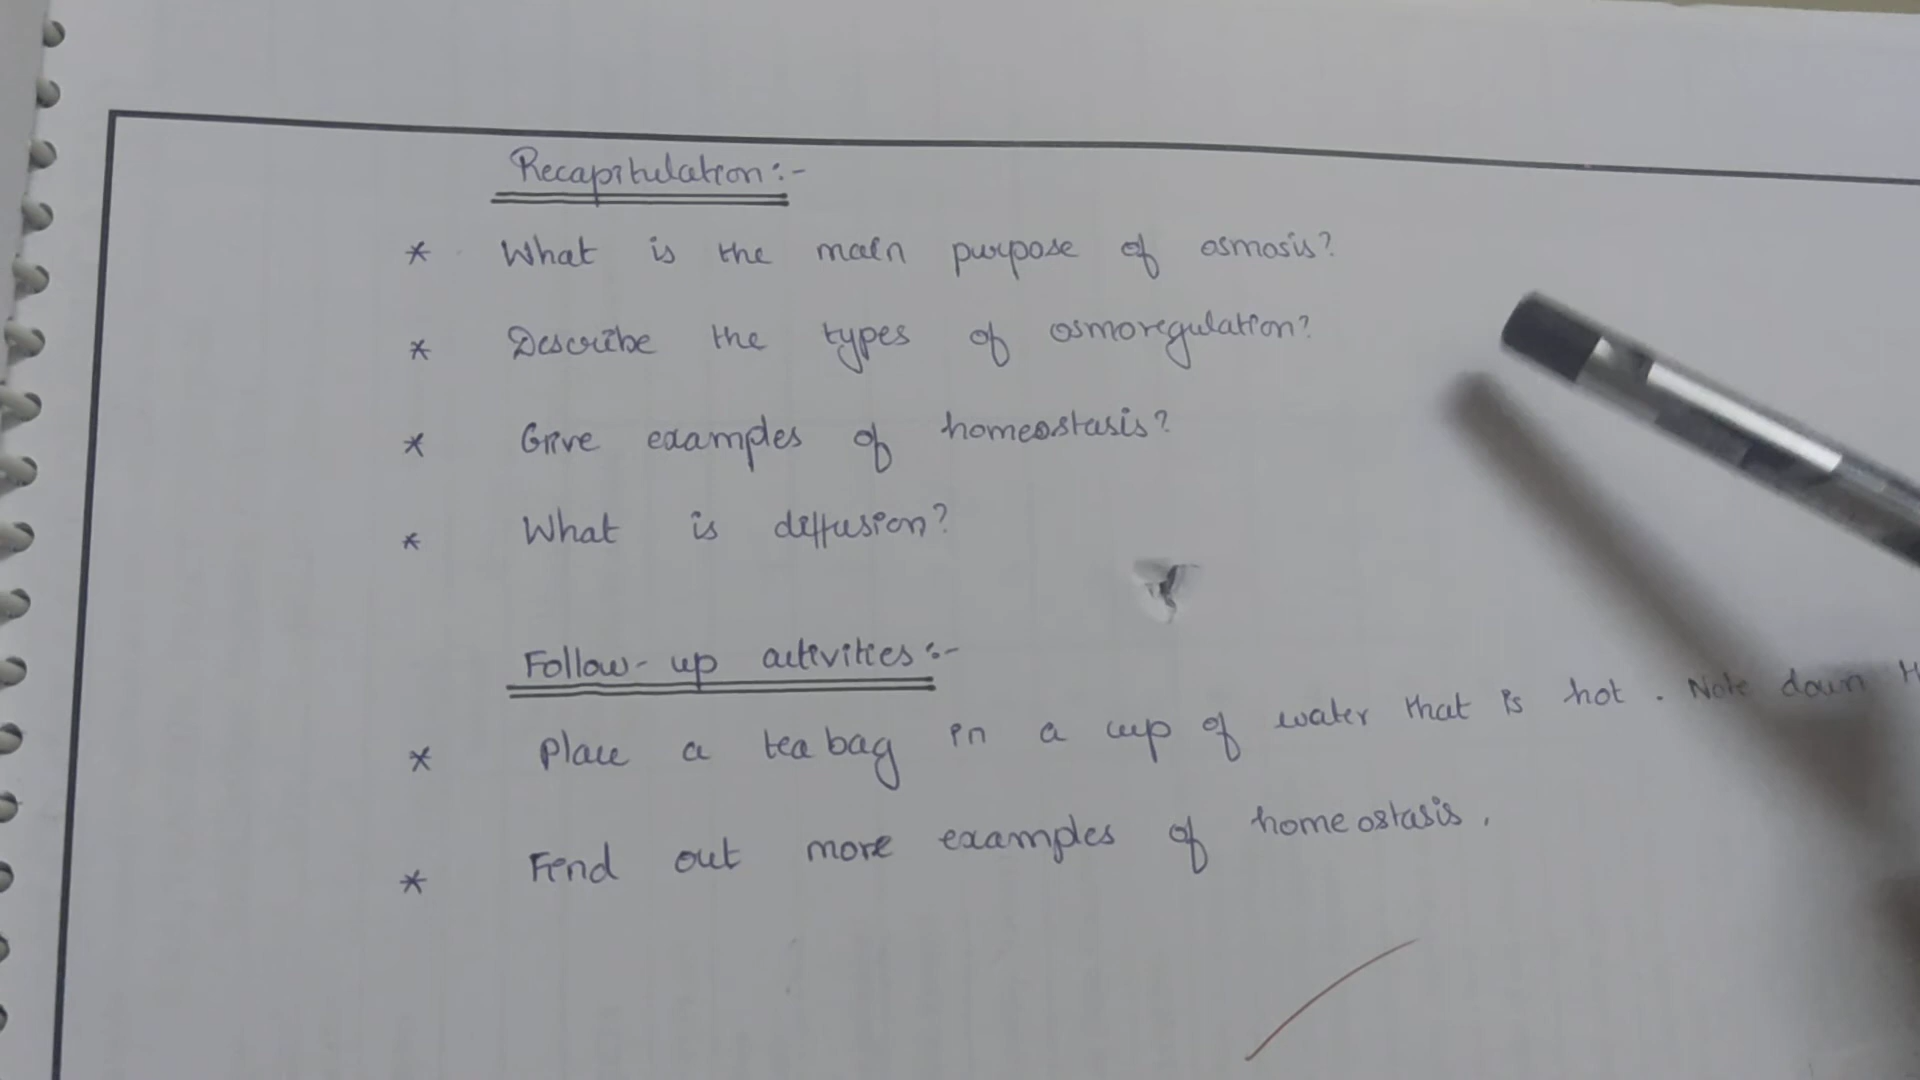 Recapitulation:-
* What is the main purpose of osmosis?
* Describe the types of osmoregulation?
* Give examples of homeostasis?
* What is diffusion?
Follow-up activities:-
* Place a tea bag in a cup of water that is hot. Note down
* Find out more examples of homeostasis.